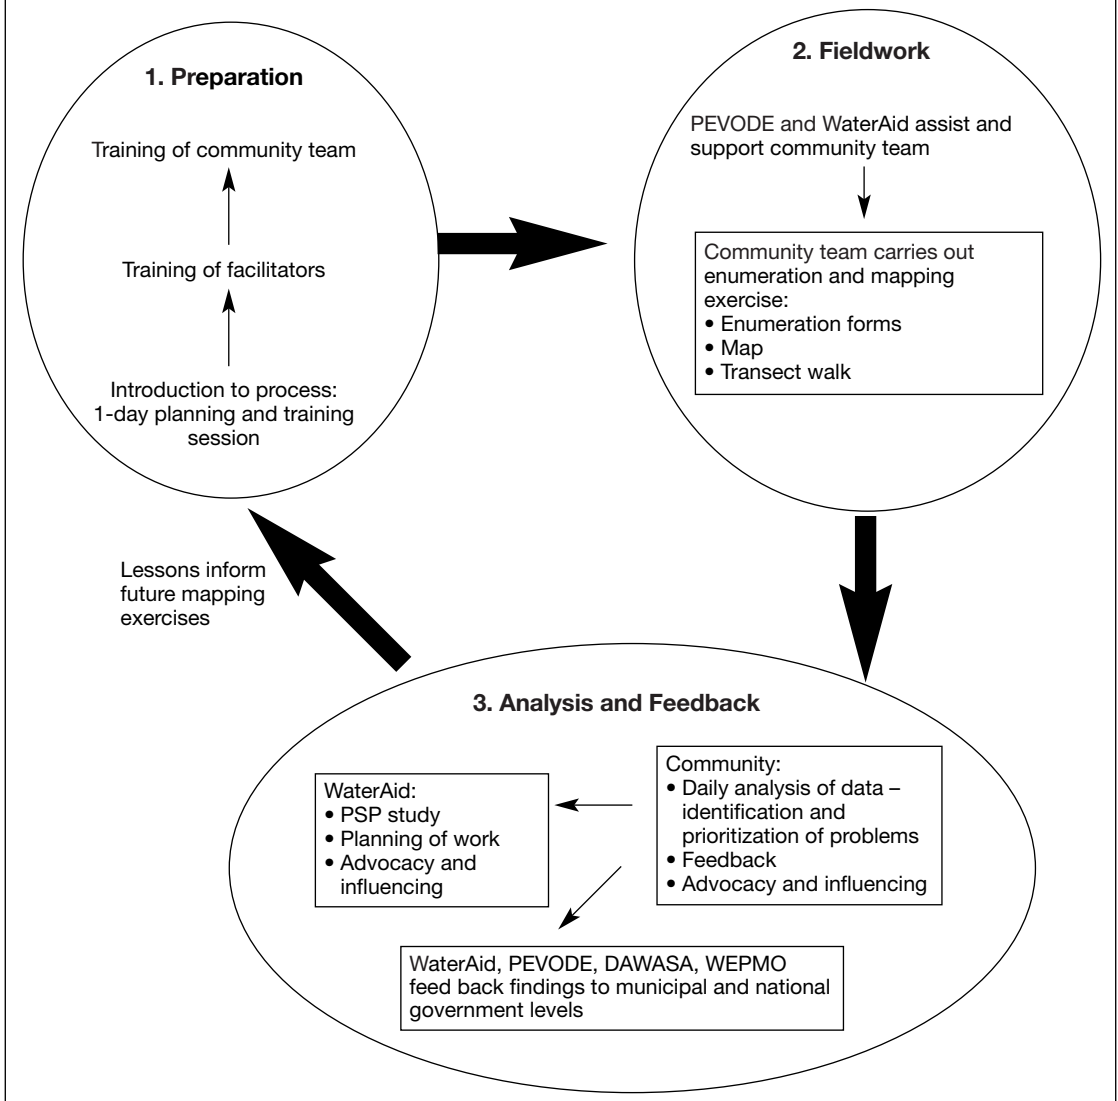 1. Preparation
Training of community team
Training of facilitators
Introduction to process:
1-day planning and training
session
2. Fieldwork
PEVODE and WaterAid assist and
support community team
Community team carries out
enumeration and mapping
exercise:
• Enumeration forms
• Map
• Transect walk
Lessons inform
future mapping
exercises
3. Analysis and Feedback
WaterAid:
• PSP study
• Planning of work
• Advocacy and
influencing
Community:
• Daily analysis of data –
identification and
prioritization of problems
• Feedback
• Advocacy and influencing
WaterAid, PEVODE, DAWASA, WEPMO
feed back findings to municipal and national
government levels